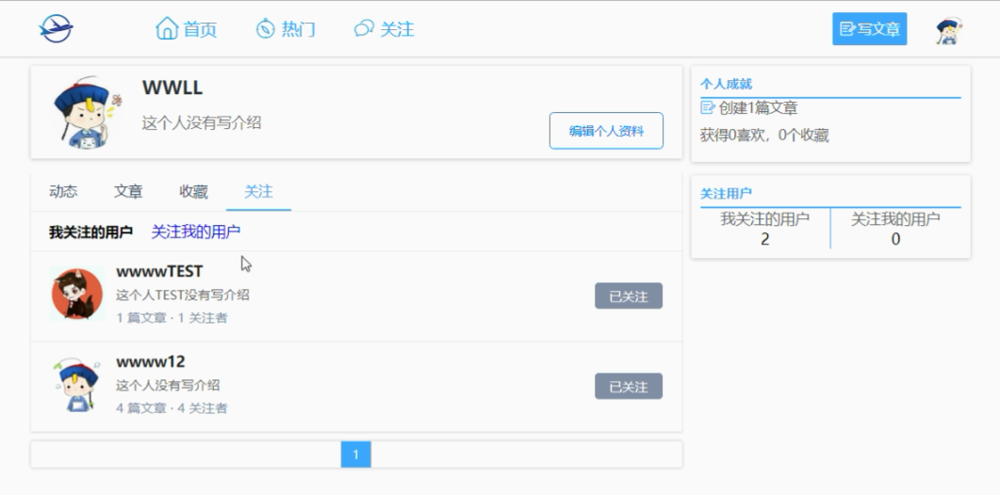 首页 热门 关注 写文章
WWLL
这个人没有写介绍
编辑个人资料
动态 文章 收藏 关注
我关注的用户 关注我的用户
wwwwTEST
这个人TEST没有写介绍
1 篇文章 · 1 关注者
已关注
wwww12
这个人没有写介绍
4 篇文章 · 4 关注者
已关注
1
个人成就
创建1篇文章
获得0喜欢，0个收藏
关注用户
我关注的用户 关注我的用户
2 0